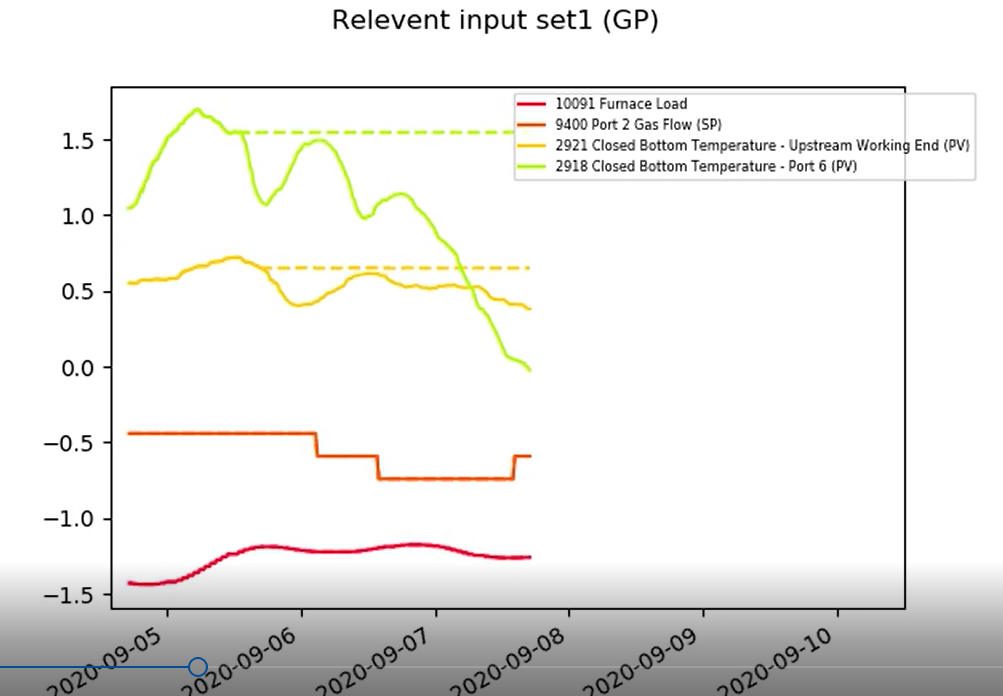 Relevent input set1 (GP)
10091 Furnace Load
9400 Port 2 Gas Flow (SP)
2921 Closed Bottom Temperature - Upstream Working End (PV)
2918 Closed Bottom Temperature - Port 6 (PV)
1.5
1.0
0.5
0.0
−0.5
−1.0
−1.5
2020-09-05
2020-09-06
2020-09-07
2020-09-08
2020-09-09
2020-09-10